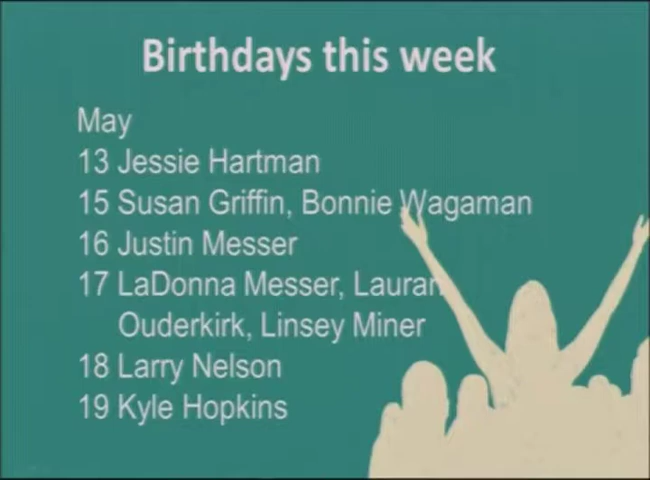 Birthdays this week
May
13 Jessie Hartman
15 Susan Griffin, Bonnie Wagaman
16 Justin Messer
17 LaDonna Messer, Lauran
Ouderkirk, Linsey Miner
18 Larry Nelson
19 Kyle Hopkins